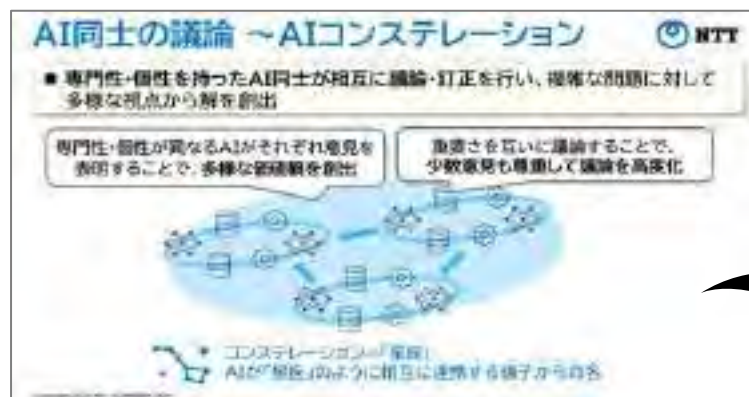 AI同士の議論 ～AIコンステレーション
NTT
■ 専門性・個性を持ったAI同士が相互に議論・訂正を行い、複雑な問題に対して
多様な視点から解を創出
専門性・個性が異なるAIがそれぞれ意見を
表明することで、多様な価値観を創出
重要さを互いに議論することで、
少数意見も尊重して議論を高度化
コンステレーション=「星座」
AIが「星座」のように相互に連携する様子から命名